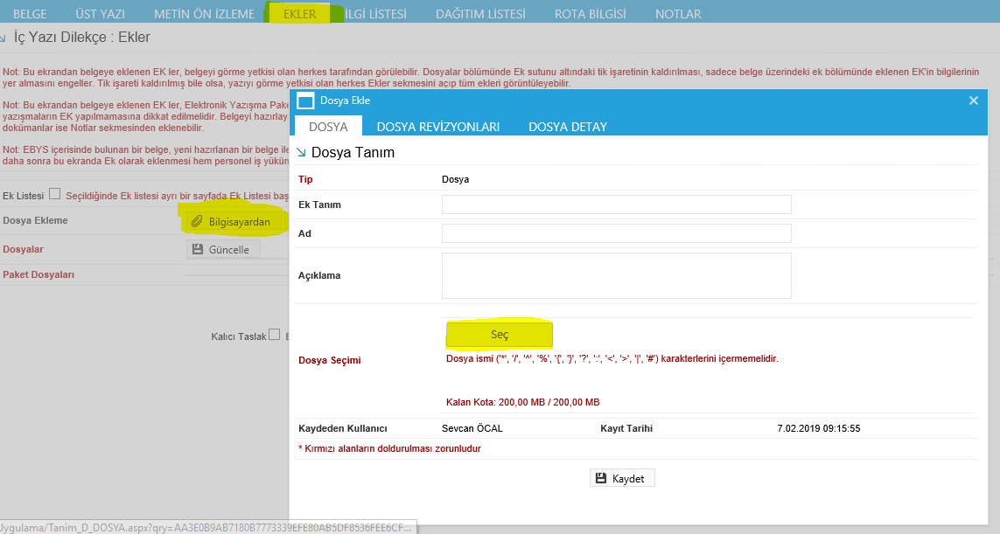 BELGE ÜST YAZI METİN ÖN İZLEME EKLER İLGİ LİSTESİ DAĞITIM LİSTESİ ROTA BİLGİSİ NOTLAR
İç Yazı Dilekçe : Ekler
Not: Bu ekrandan belgeye eklenen EK ler, belgeyi görme yetkisi olan herkes tarafından görülebilir. Dosyalar bölümünde Ek sutunu altındaki tik işaretinin kaldırılması, sadece belge üzerindeki ek bölümünde eklenen EK'in bilgilerinin
yer almasını engeller. Tik işareti kaldırılmış bile olsa, yazıyı görme yetkisi olan herkes Ekler sekmesini açıp tüm ekleri görüntüleyebilir.
Not: Bu ekrandan belgeye eklenen EK ler, Elektronik Yazışma Pake
yazışmaların EK yapılmamasına dikkat edilmelidir. Belgeyi hazırlay
dokümanlar ise Notlar sekmesinden eklenebilir.
Not: EBYS içerisinde bulunan bir belge, yeni hazırlanan bir belge ile
daha sonra bu ekranda Ek olarak eklenmesi hem personel iş yükün
Ek Listesi Seçildiğinde Ek listesi ayrı bir sayfada Ek Listesi baş
Dosya Ekleme Bilgisayardan
Dosyalar Güncelle
Paket Dosyaları
Kalıcı Taslak
Dosya Ekle
DOSYA DOSYA REVİZYONLARI DOSYA DETAY
Dosya Tanım
Tip Dosya
Ek Tanım
Ad
Açıklama
Seç
Dosya Seçimi
Dosya ismi ('*', '/', '^', '%', '{', '}', '?', ':', '<', '>', '|', '#') karakterlerini içermemelidir.
Kalan Kota: 200,00 MB / 200,00 MB
Kaydeden Kullanıcı Sevcan ÖCAL Kayıt Tarihi 7.02.2019 09:15:55
* Kırmızı alanların doldurulması zorunludur
Kaydet
Uygulama/Tanim_D_DOSYA.aspx?qry=AA3E0B9AB7180B7773339EFE80AB5DF8536FEE6CF...